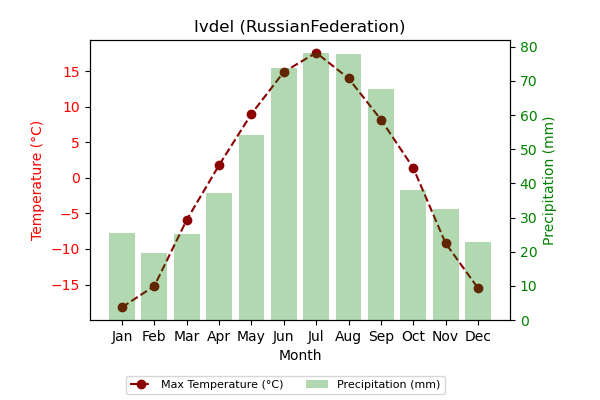 Ivdel (RussianFederation)
Temperature (°C)
15
10
5
0
−5
−10
−15
80
70
60
50
40
30
20
10
0
Precipitation (mm)
Jan Feb Mar Apr May Jun Jul Aug Sep Oct Nov Dec
Month
Max Temperature (°C) Precipitation (mm)